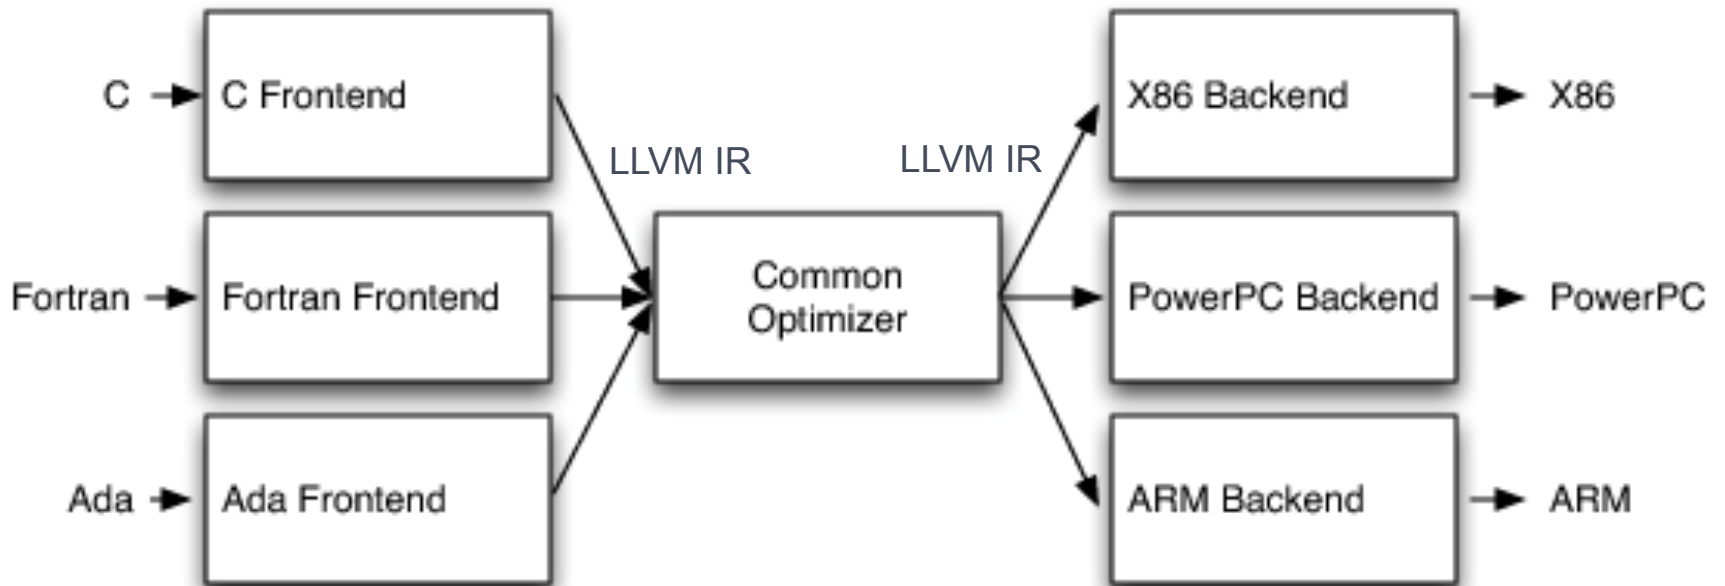 C
C Frontend
LLVM IR
LLVM IR
X86 Backend
X86
Fortran
Fortran Frontend
Common
Optimizer
PowerPC Backend
PowerPC
Ada
Ada Frontend
ARM Backend
ARM